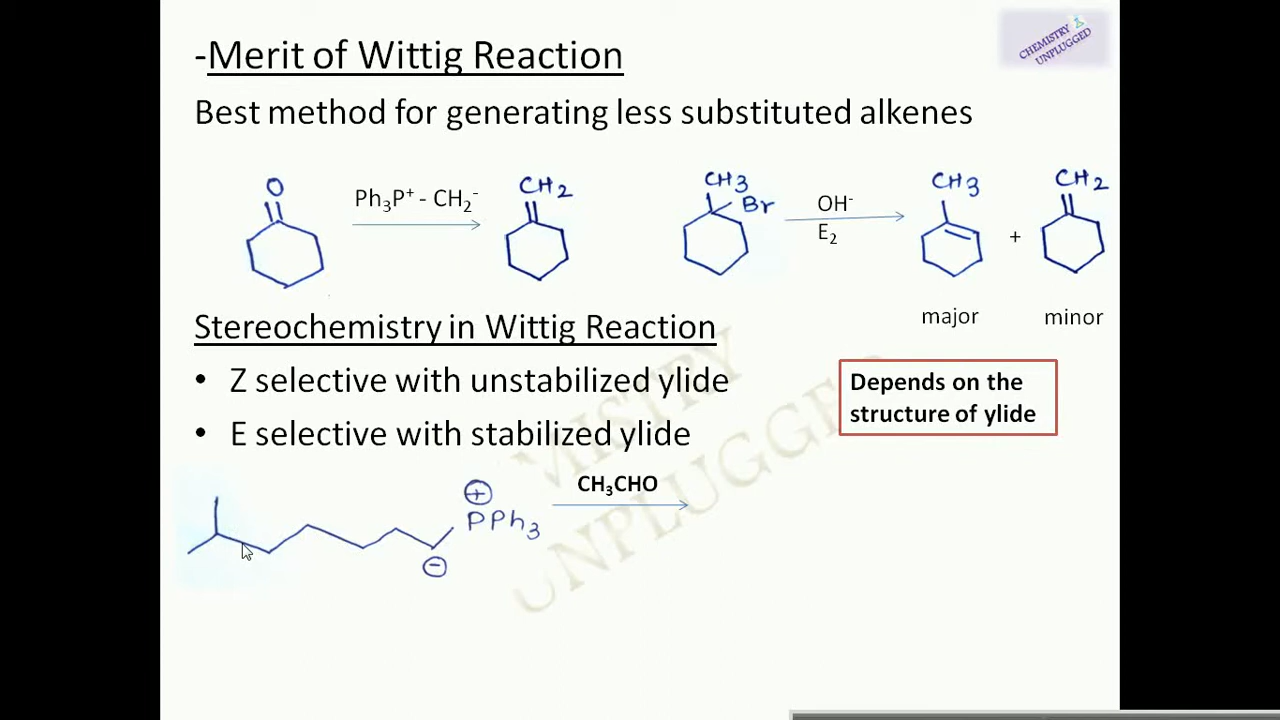 CHEMISTRY
UNPLUGGED
-Merit of Wittig Reaction
Best method for generating less substituted alkenes
O
Ph₃P⁺ - CH₂⁻
CH₂
CH₃
Br
OH⁻
E₂
CH₃
+
CH₂
major
minor
Stereochemistry in Wittig Reaction
• Z selective with unstabilized ylide
• E selective with stabilized ylide
Depends on the
structure of ylide
⊕
PPh₃
⊖
CH₃CHO
MISTRY
UNPLUGGED